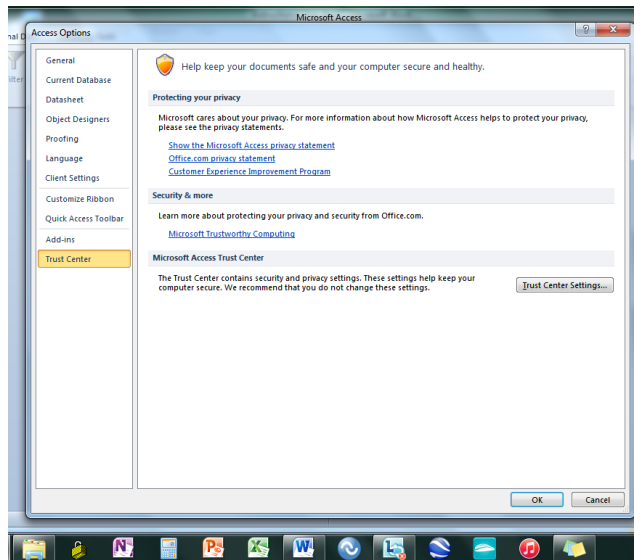 Microsoft Access
Access Options
General
Current Database
Datasheet
Object Designers
Proofing
Language
Client Settings
Customize Ribbon
Quick Access Toolbar
Add-ins
Trust Center
Help keep your documents safe and your computer secure and healthy.
Protecting your privacy
Microsoft cares about your privacy. For more information about how Microsoft Access helps to protect your privacy,
please see the privacy statements.
Show the Microsoft Access privacy statement
Office.com privacy statement
Customer Experience Improvement Program
Security & more
Learn more about protecting your privacy and security from Office.com.
Microsoft Trustworthy Computing
Microsoft Access Trust Center
The Trust Center contains security and privacy settings. These settings help keep your
computer secure. We recommend that you do not change these settings.
Trust Center Settings...
OK
Cancel